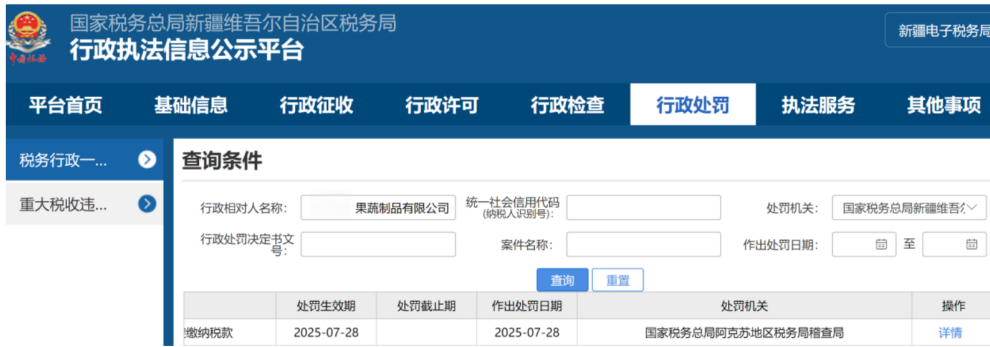 国家税务总局新疆维吾尔自治区税务局
行政执法信息公示平台
新疆电子税务局
平台首页 基础信息 行政征收 行政许可 行政检查 行政处罚 执法服务 其他事项
税务行政一...
重大税收违...
查询条件
行政相对人名称: 果蔬制品有限公司 统一社会信用代码
(纳税人识别号): 处罚机关: 国家税务总局新疆维吾
行政处罚决定书文
号: 案件名称: 作出处罚日期: 至
查询 重置
处罚生效期 处罚截止期 作出处罚日期 处罚机关 操作
缴纳税款 2025-07-28 2025-07-28 国家税务总局阿克苏地区税务局稽查局 详情